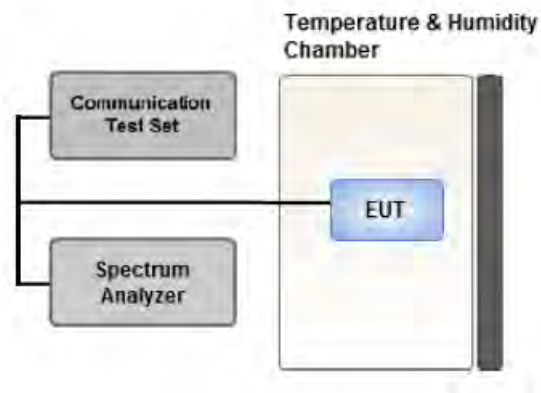 Temperature & Humidity
Chamber
Communication
Test Set
EUT
Spectrum
Analyzer